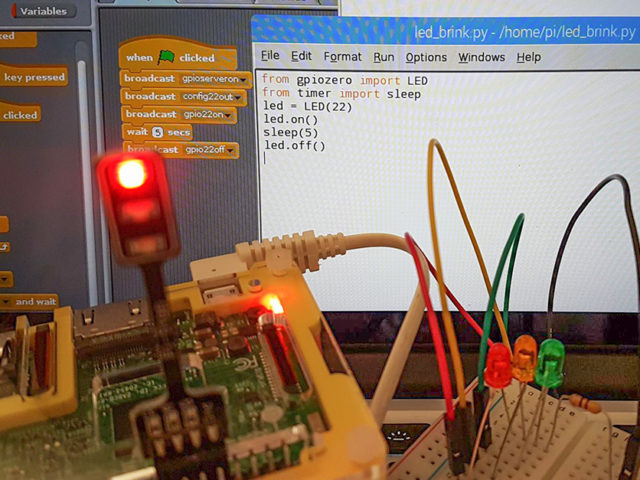 Variables
cked
key pressed
clicked
and wait
when clicked
broadcast gpioserveron
broadcast config22out
broadcast gpio22on
wait 5 secs
broadcast gpio22off
led_brink.py - /home/pi/led_brink.py
File Edit Format Run Options Windows Help
from gpiozero import LED
from timer import sleep
led = LED(22)
led.on()
sleep(5)
led.off()